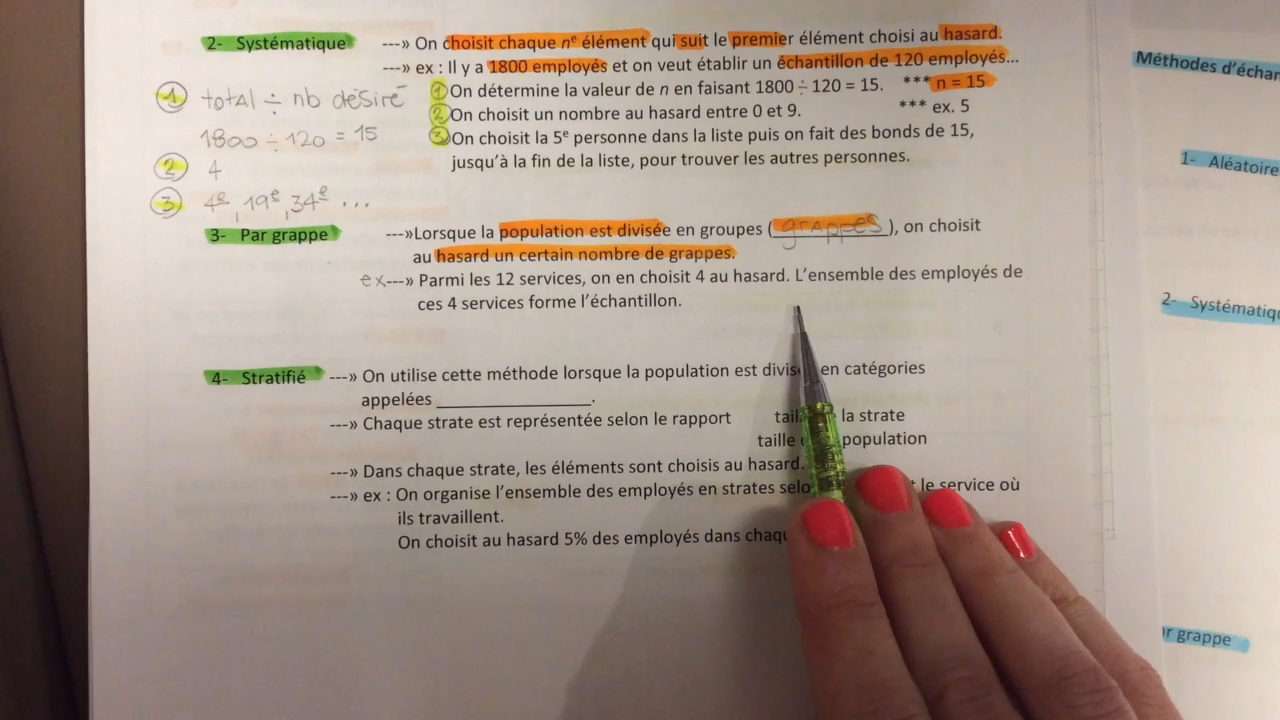 2- Systématique ---» On choisit chaque nᵉ élément qui suit le premier élément choisi au hasard.
---» ex : Il y a 1800 employés et on veut établir un échantillon de 120 employés...
① total ÷ nb désiré
① On détermine la valeur de n en faisant 1800 ÷ 120 = 15. *** n = 15
② On choisit un nombre au hasard entre 0 et 9. *** ex. 5
1800 ÷ 120 = 15
③ On choisit la 5ᵉ personne dans la liste puis on fait des bonds de 15,
jusqu'à la fin de la liste, pour trouver les autres personnes.
② 4
③ 4ᵉ, 19ᵉ, 34ᵉ ...
3- Par grappe ---»Lorsque la population est divisée en groupes (grappes), on choisit
au hasard un certain nombre de grappes.
ex---» Parmi les 12 services, on en choisit 4 au hasard. L'ensemble des employés de
ces 4 services forme l'échantillon.
4- Stratifié ---» On utilise cette méthode lorsque la population est divisé en catégories
appelées _______________.
---» Chaque strate est représentée selon le rapport tail la strate
taille population
---» Dans chaque strate, les éléments sont choisis au hasard.
---» ex : On organise l'ensemble des employés en strates selo le service où
ils travaillent.
On choisit au hasard 5% des employés dans chaqu
Méthodes d'échan
1- Aléatoire
2- Systématiqu
r grappe